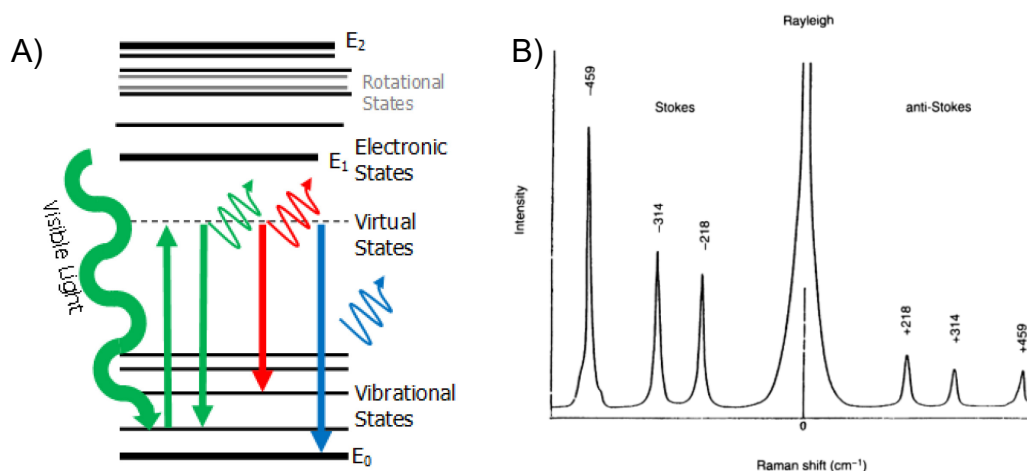 A)
E2
Rotational
States
E1 Electronic
States
Visible Light
Virtual
States
Vibrational
States
E0
B)
Rayleigh
Stokes
anti-Stokes
−459
−314
−218
+218
+314
+459
Intensity
0
Raman shift (cm⁻¹)